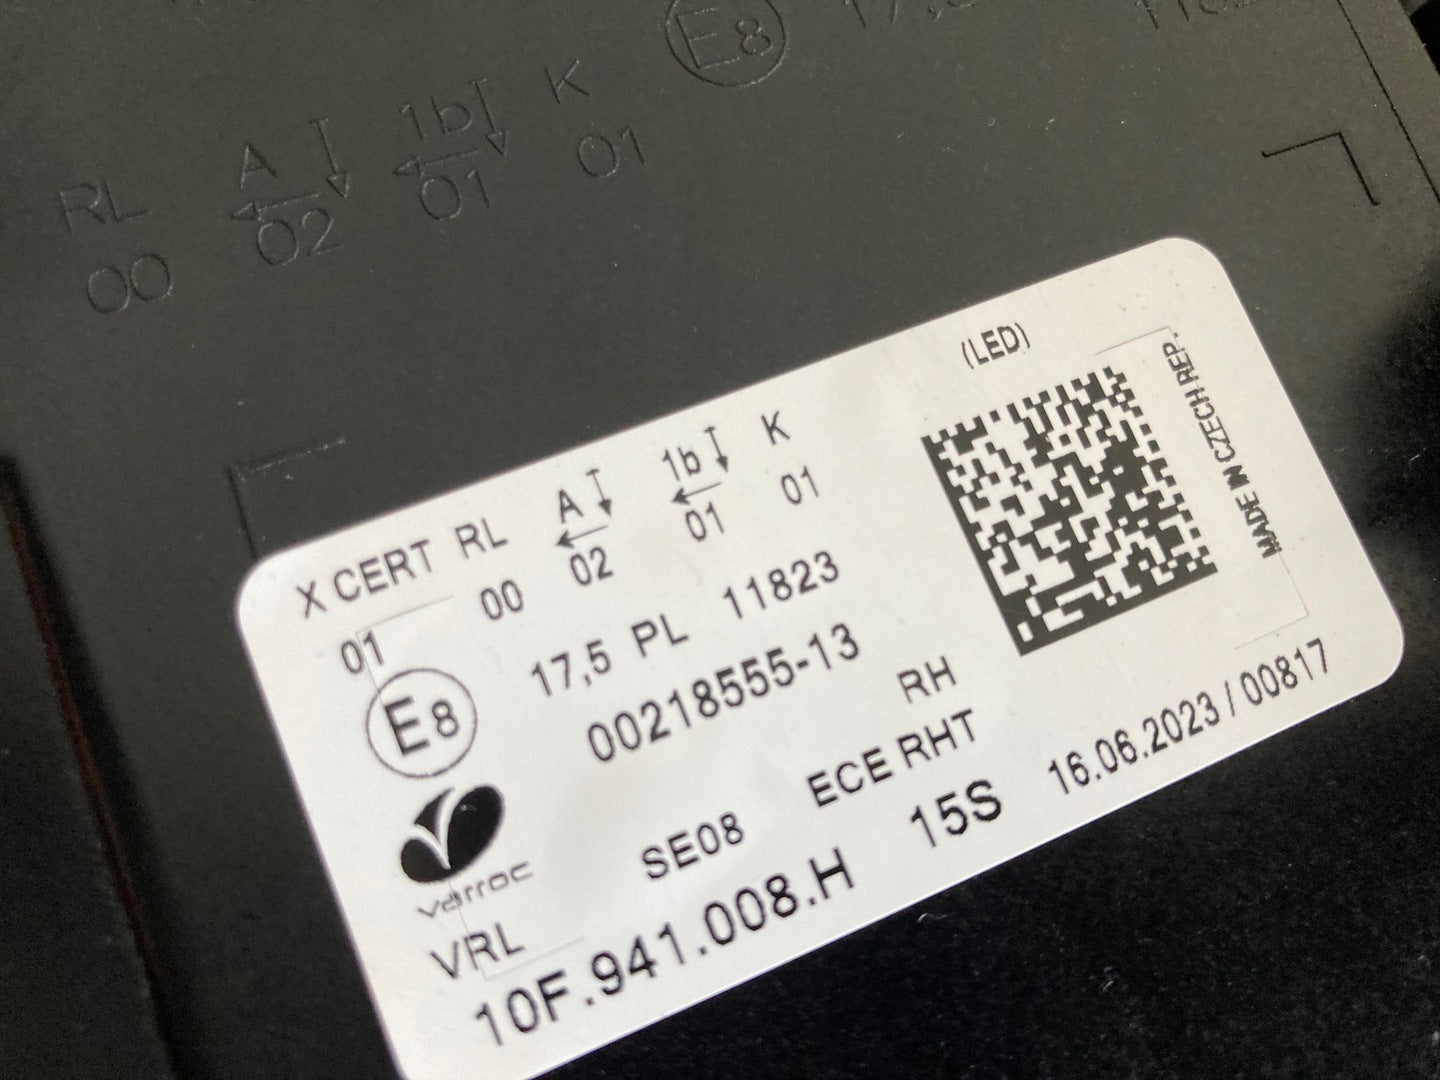 E8 17,5
RL A 1b K
00 02 01 01
(LED)
X CERT RL A 1b K
01 00 02 01 01
17,5 PL 11823
E8
00218555-13
RH
varroc
SE08 ECE RHT
VRL
10F.941.008.H 15S 16.06.2023 / 00817
MADE IN CZECH REP.